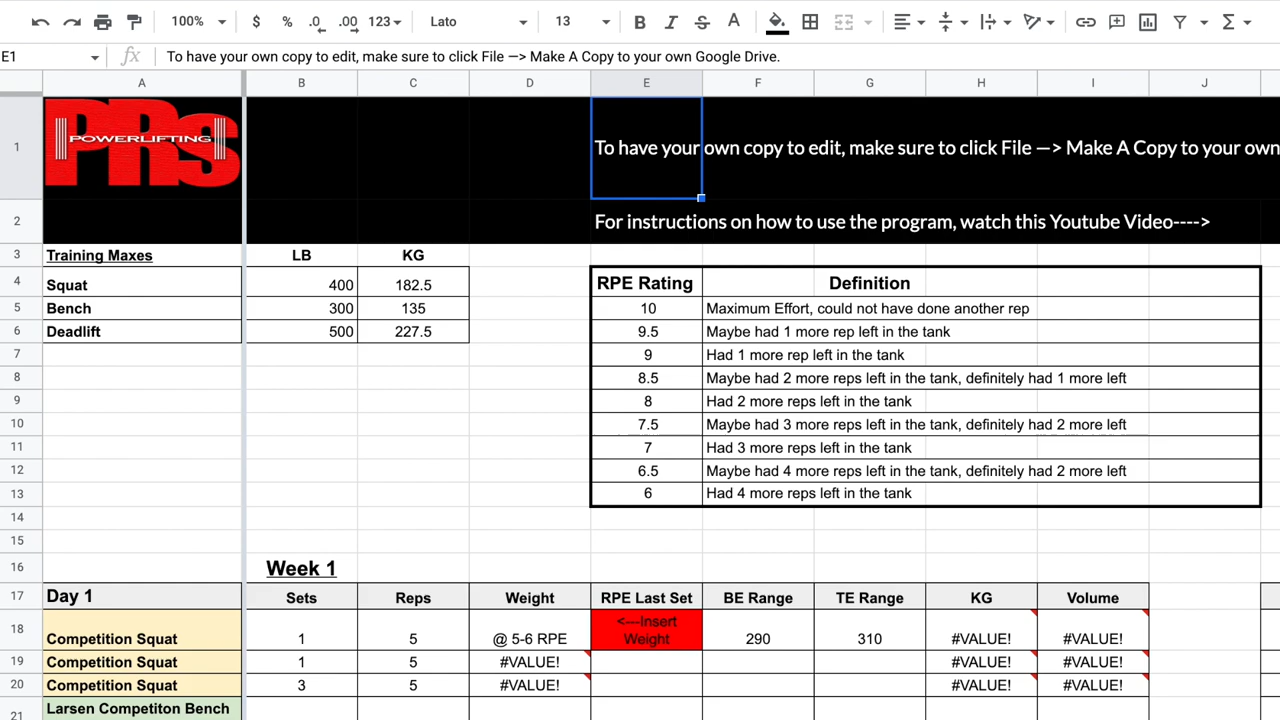 100% $ % .0 .00 123 Lato 13 B I S A Σ
E1 fx To have your own copy to edit, make sure to click File —> Make A Copy to your own Google Drive.
A B C D E F G H I J
1 PRs POWERLIFTING To have your own copy to edit, make sure to click File —> Make A Copy to your own
2 For instructions on how to use the program, watch this Youtube Video---->
3 Training Maxes LB KG
4 Squat 400 182.5 RPE Rating Definition
5 Bench 300 135 10 Maximum Effort, could not have done another rep
6 Deadlift 500 227.5 9.5 Maybe had 1 more rep left in the tank
7 9 Had 1 more rep left in the tank
8 8.5 Maybe had 2 more reps left in the tank, definitely had 1 more left
9 8 Had 2 more reps left in the tank
10 7.5 Maybe had 3 more reps left in the tank, definitely had 2 more left
11 7 Had 3 more reps left in the tank
12 6.5 Maybe had 4 more reps left in the tank, definitely had 2 more left
13 6 Had 4 more reps left in the tank
14
15
16 Week 1
17 Day 1 Sets Reps Weight RPE Last Set BE Range TE Range KG Volume
18 Competition Squat 1 5 @ 5-6 RPE <---Insert Weight 290 310 #VALUE! #VALUE!
19 Competition Squat 1 5 #VALUE! #VALUE! #VALUE!
20 Competition Squat 3 5 #VALUE! #VALUE! #VALUE!
21 Larsen Competiton Bench